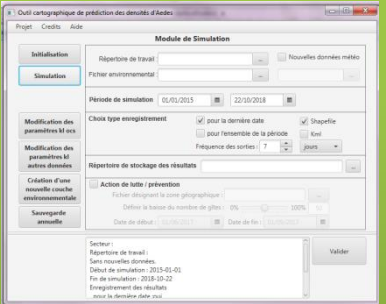 Outil cartographique de prédiction des densités d'Aedes
Projet Credits Aide
Module de Simulation
Initialisation
Répertoire de travail
...
Nouvelles données météo
Simulation
Fichier environnemental
...
...
Période de simulation 01/01/2015 22/10/2018
Modification des paramètres kl ocs
Choix type enregistrement
pour la dernière date
Shapefile
pour l'ensemble de la période
Kml
Fréquence des sorties : 7 jours
Modification des paramètres kl autres données
Répertoire de stockage des résultats
...
Création d'une nouvelle couche environnementale
Action de lutte / prévention
Fichier désignant la zone géographique :
...
Définir la baisse du nombre de gîtes : 0% 100%
Sauvegarde annuelle
Date de début : 01/06/2017 Date de fin :
Secteur :
Répertoire de travail :
Sans nouvelles données.
Début de simulation : 2015-01-01
Fin de simulation : 2018-10-22
Enregistrement des résultats
pour la dernière date :oui
Valider